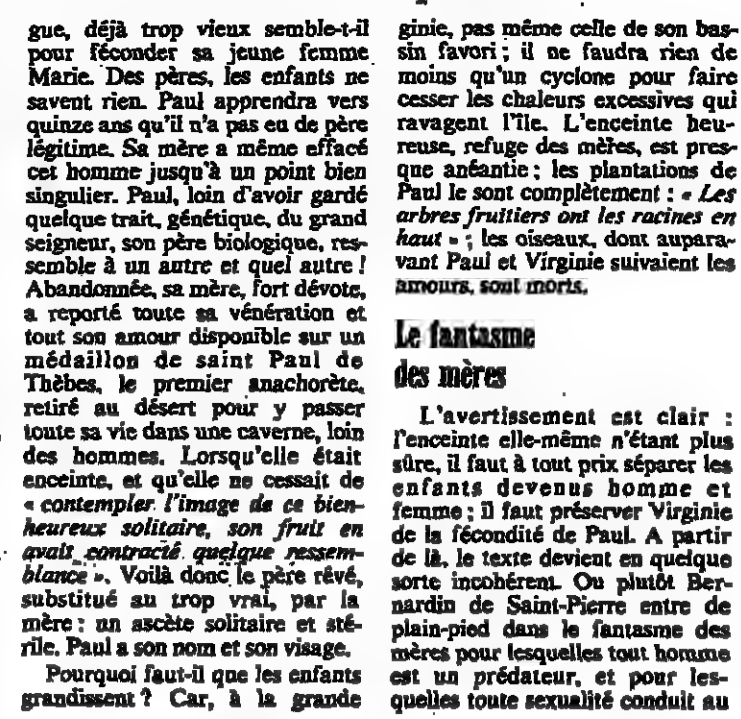 gue, déjà trop vieux semble-t-il
pour féconder sa jeune femme
Marie. Des pères, les enfants ne
savent rien. Paul apprendra vers
quinze ans qu'il n'a pas eu de père
légitime. Sa mère a même effacé
cet homme jusqu'à un point bien
singulier. Paul, loin d'avoir gardé
quelque trait, génétique, du grand
seigneur, son père biologique, res-
semble à un autre et quel autre !
Abandonnée, sa mère, fort dévote,
a reporté toute sa vénération et
tout son amour disponible sur un
médaillon de saint Paul de
Thèbes, le premier anachorète,
retiré au désert pour y passer
toute sa vie dans une caverne, loin
des hommes. Lorsqu'elle était
enceinte, et qu'elle ne cessait de
« contempler l'image de ce bien-
heureux solitaire, son fruit en
avait contracté quelque ressem-
blance ». Voilà donc le père rêvé,
substitué au trop vrai, par la
mère : un ascète solitaire et sté-
rile. Paul a son nom et son visage.
Pourquoi faut-il que les enfants
grandissent ? Car, à la grande
ginie, pas même celle de son bas-
sin favori ; il ne faudra rien de
moins qu'un cyclone pour faire
cesser les chaleurs excessives qui
ravagent l'île. L'enceinte heu-
reuse, refuge des mères, est pres-
que anéantie ; les plantations de
Paul le sont complètement : « Les
arbres fruitiers ont les racines en
haut » ; les oiseaux, dont aupara-
vant Paul et Virginie suivaient les
amours, sont morts.
Le fantasme
des mères
L'avertissement est clair :
l'enceinte elle-même n'étant plus
sûre, il faut à tout prix séparer les
enfants devenus homme et
femme ; il faut préserver Virginie
de la fécondité de Paul. A partir
de là, le texte devient en quelque
sorte incohérent. Ou plutôt Ber-
nardin de Saint-Pierre entre de
plain-pied dans le fantasme des
mères pour lesquelles tout homme
est un prédateur, et pour les-
quelles toute sexualité conduit au